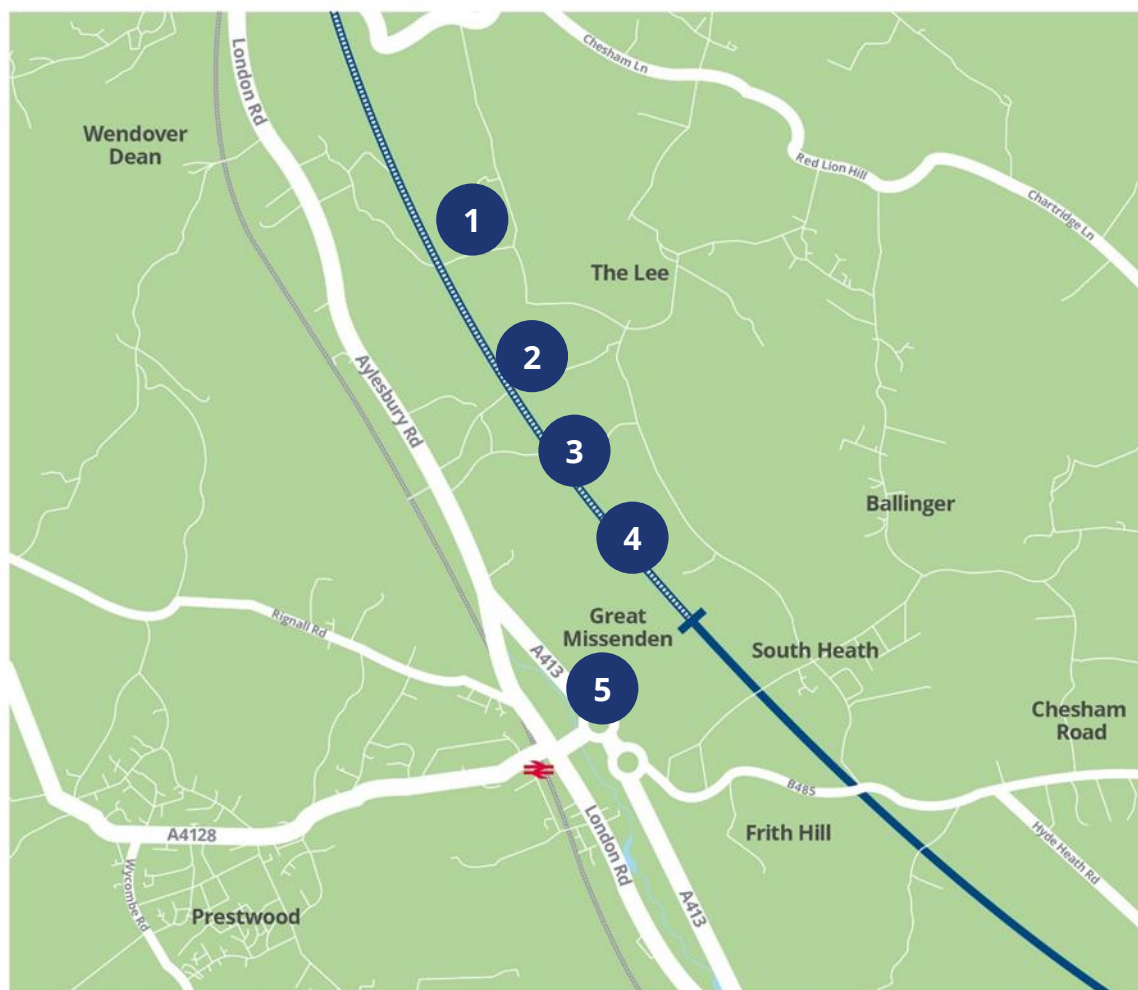 Chesham Ln
London Rd
Wendover
Dean
Red Lion Hill
Chartridge Ln
1
The Lee
2
Aylesbury Rd
3
Ballinger
4
Great
Missenden
Rignall Rd
South Heath
A413
5
Chesham
Road
B485
A4128
Frith Hill
London Rd
Hyde Heath Rd
Wycombe Rd
A413
Prestwood